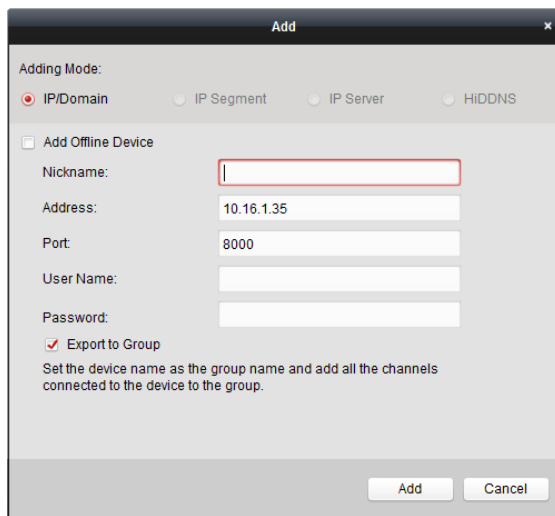 Add
Adding Mode:
IP/Domain IP Segment IP Server HiDDNS
Add Offline Device
Nickname:
Address: 10.16.1.35
Port: 8000
User Name:
Password:
Export to Group
Set the device name as the group name and add all the channels
connected to the device to the group.
Add Cancel